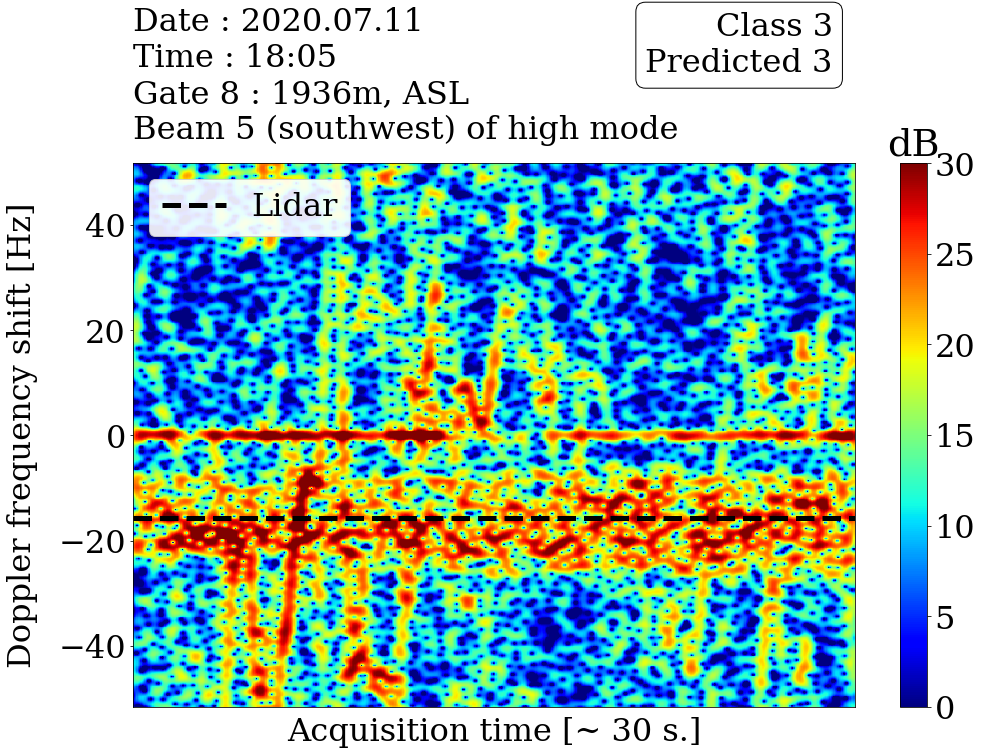 Date : 2020.07.11
Time : 18:05
Gate 8 : 1936m, ASL
Beam 5 (southwest) of high mode
Class 3
Predicted 3
dB
30
25
20
15
10
5
0
Lidar
Doppler frequency shift [Hz]
40
20
0
−20
−40
Acquisition time [~ 30 s.]